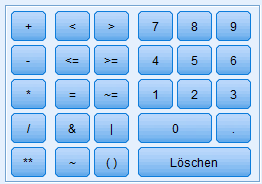 + < > 7 8 9
- <= >= 4 5 6
* = ~= 1 2 3
/ & | 0 .
** ~ ( ) Löschen